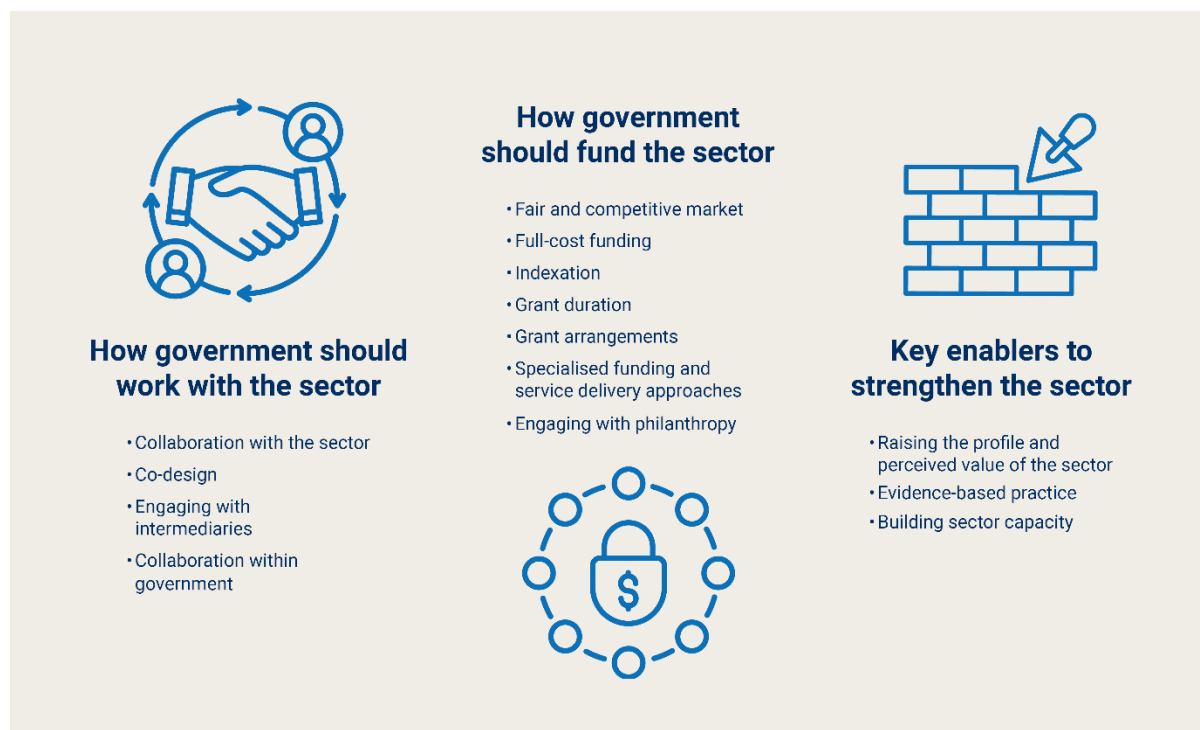 How government should
work with the sector
• Collaboration with the sector
• Co-design
• Engaging with
intermediaries
• Collaboration within
government
How government
should fund the sector
• Fair and competitive market
• Full-cost funding
• Indexation
• Grant duration
• Grant arrangements
• Specialised funding and
service delivery approaches
• Engaging with philanthropy
$
Key enablers to
strengthen the sector
• Raising the profile and
perceived value of the sector
• Evidence-based practice
• Building sector capacity